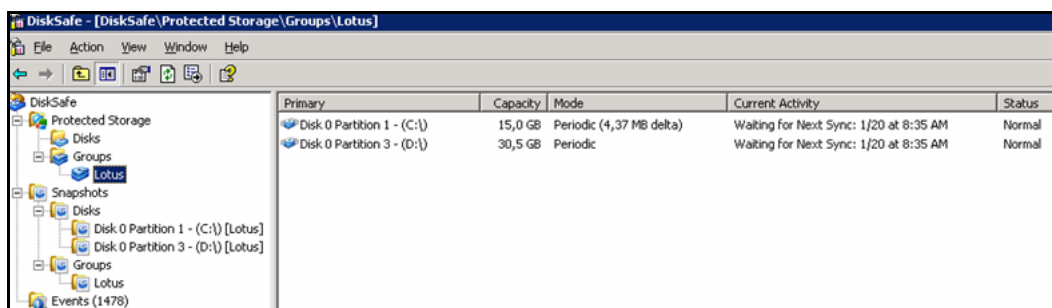 DiskSafe - [DiskSafe\Protected Storage\Groups\Lotus]
File Action View Window Help
DiskSafe
Protected Storage
Disks
Groups
Lotus
Snapshots
Disks
Disk 0 Partition 1 - (C:\) [Lotus]
Disk 0 Partition 3 - (D:\) [Lotus]
Groups
Lotus
Events (1478)
Primary Capacity Mode Current Activity Status
Disk 0 Partition 1 - (C:\) 15,0 GB Periodic (4,37 MB delta) Waiting for Next Sync: 1/20 at 8:35 AM Normal
Disk 0 Partition 3 - (D:\) 30,5 GB Periodic Waiting for Next Sync: 1/20 at 8:35 AM Normal